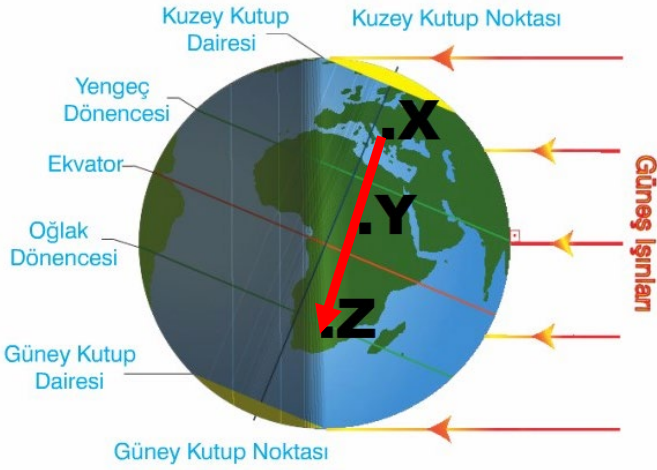 Kuzey Kutup
Dairesi
Kuzey Kutup Noktası
Yengeç
Dönencesi
.X
Ekvator
.Y
Güneş Işınları
Oğlak
Dönencesi
.Z
Güney Kutup
Dairesi
Güney Kutup Noktası